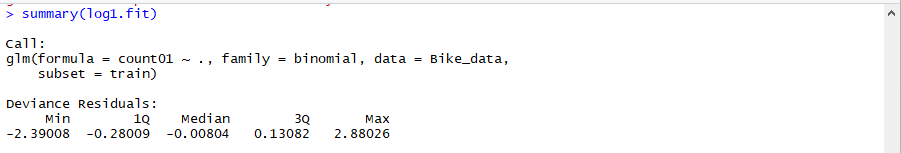 > summary(log1.fit)
Call:
glm(formula = count01 ~ ., family = binomial, data = Bike_data,
    subset = train)
Deviance Residuals:
     Min       1Q   Median       3Q      Max
-2.39008 -0.28009 -0.00804  0.13082  2.88026